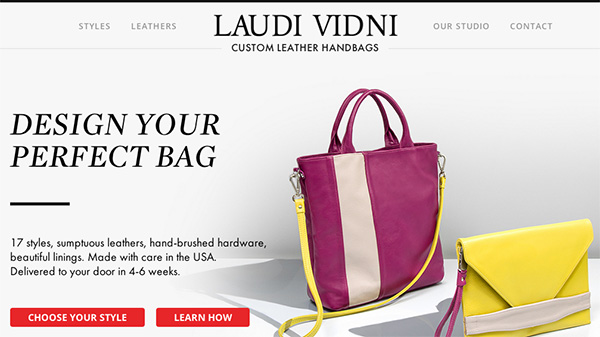 STYLES
LEATHERS
LAUDI VIDNI
CUSTOM LEATHER HANDBAGS
OUR STUDIO
CONTACT
DESIGN YOUR
PERFECT BAG
17 styles, sumptuous leathers, hand-brushed hardware,
beautiful linings. Made with care in the USA.
Delivered to your door in 4-6 weeks.
CHOOSE YOUR STYLE
LEARN HOW